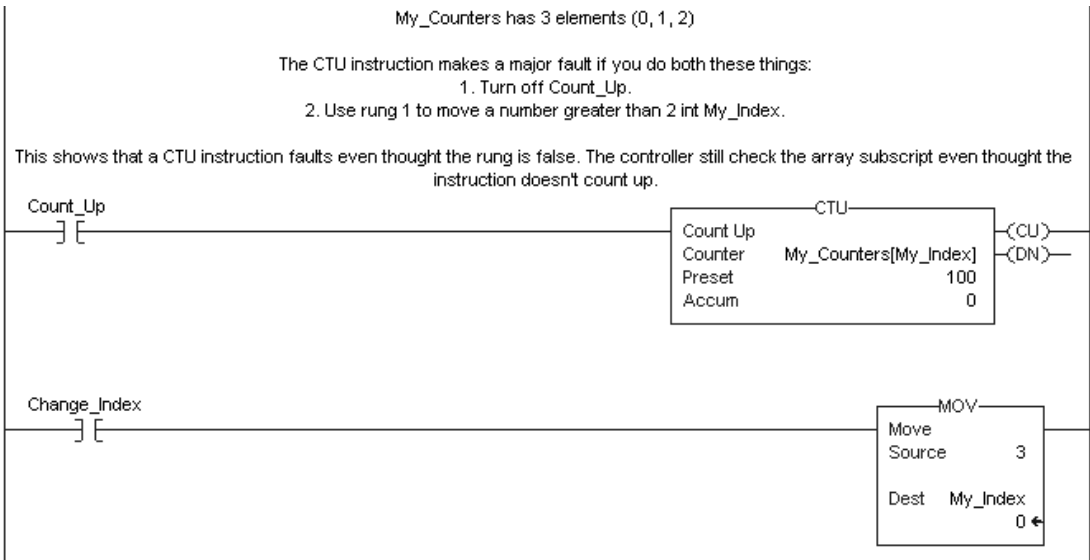 My_Counters has 3 elements (0, 1, 2)
The CTU instruction makes a major fault if you do both these things:
1. Turn off Count_Up.
2. Use rung 1 to move a number greater than 2 int My_Index.
This shows that a CTU instruction faults even thought the rung is false. The controller still check the array subscript even thought the
instruction doesn't count up.
Count_Up
CTU
Count Up
Counter My_Counters[My_Index]
Preset 100
Accum 0
CU
DN
Change_Index
MOV
Move
Source 3
Dest My_Index
0